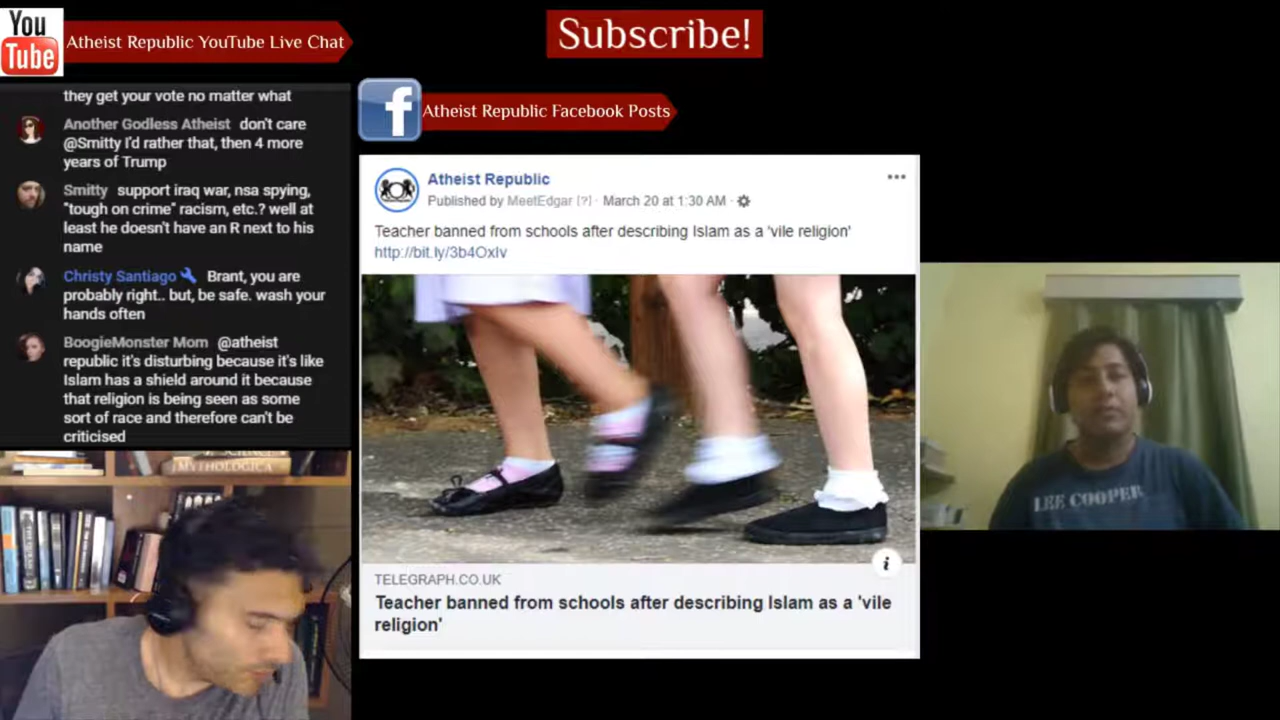 You
Tube
Atheist Republic YouTube Live Chat
Subscribe!
they get your vote no matter what
Another Godless Atheist don't care
@Smitty I'd rather that, then 4 more
years of Trump
Smitty support iraq war, nsa spying,
"tough on crime" racism, etc.? well at
least he doesn't have an R next to his
name
Christy Santiago Brant, you are
probably right.. but, be safe. wash your
hands often
BoogieMonster Mom @atheist
republic it's disturbing because it's like
Islam has a shield around it because
that religion is being seen as some
sort of race and therefore can't be
criticised
f
Atheist Republic Facebook Posts
Atheist Republic
Published by MeetEdgar [?] · March 20 at 1:30 AM ·
Teacher banned from schools after describing Islam as a 'vile religion'
http://bit.ly/3b4Oxlv
i
TELEGRAPH.CO.UK
Teacher banned from schools after describing Islam as a 'vile
religion'
MYTHOLOGICA
LEE COOPER